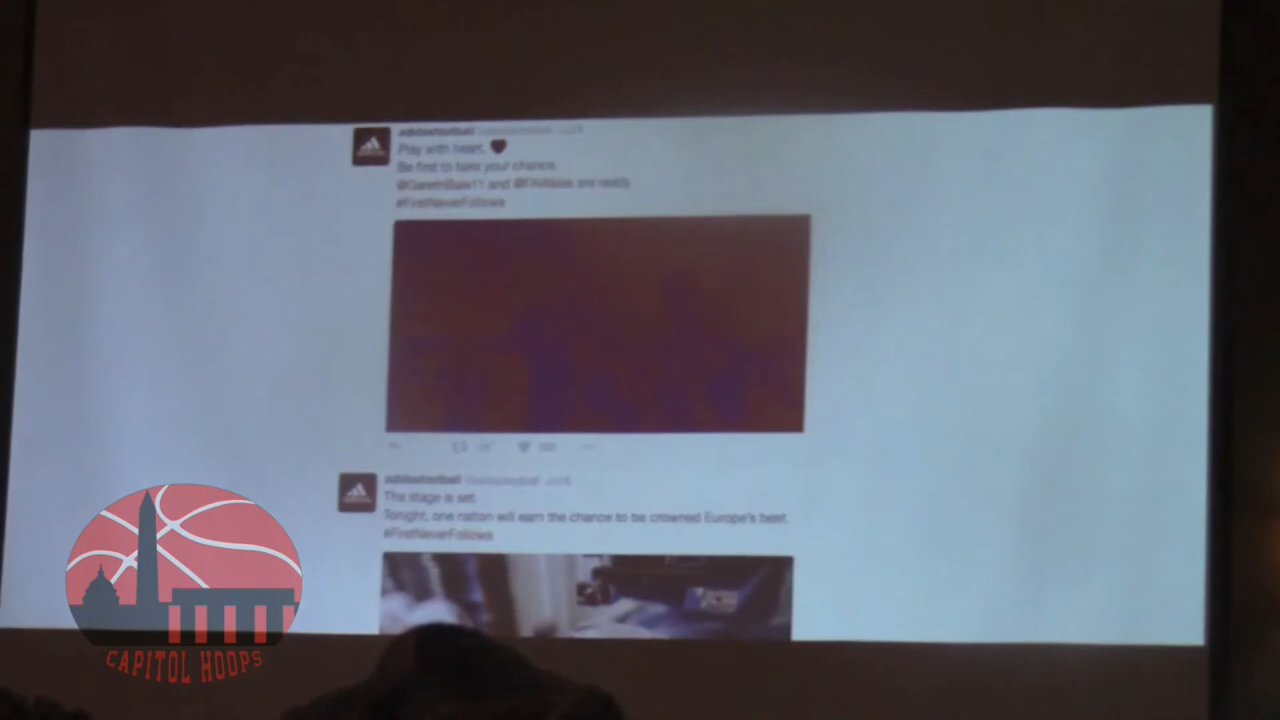 adidasfootball
Play with heart.
Be first to take your chance.
@GarethBale11 and @FAWales are ready
#FirstNeverFollows
adidasfootball
The stage is set.
Tonight, one nation will earn the chance to be crowned Europe's best.
#FirstNeverFollows
CAPITOL HOOPS